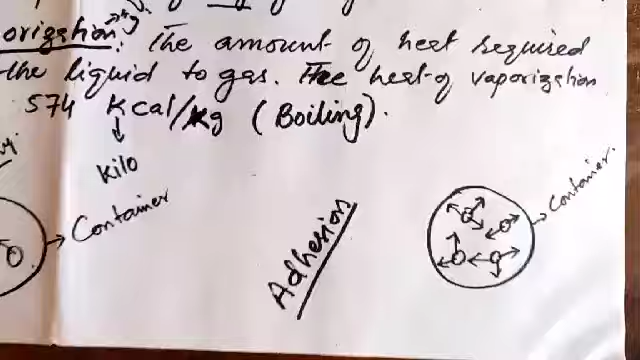 orization: The amount of heat required
the liquid to gas. The heat of vaporization
574 Kcal/kg (Boiling).
Kilo
Container
Adhesion
Container.